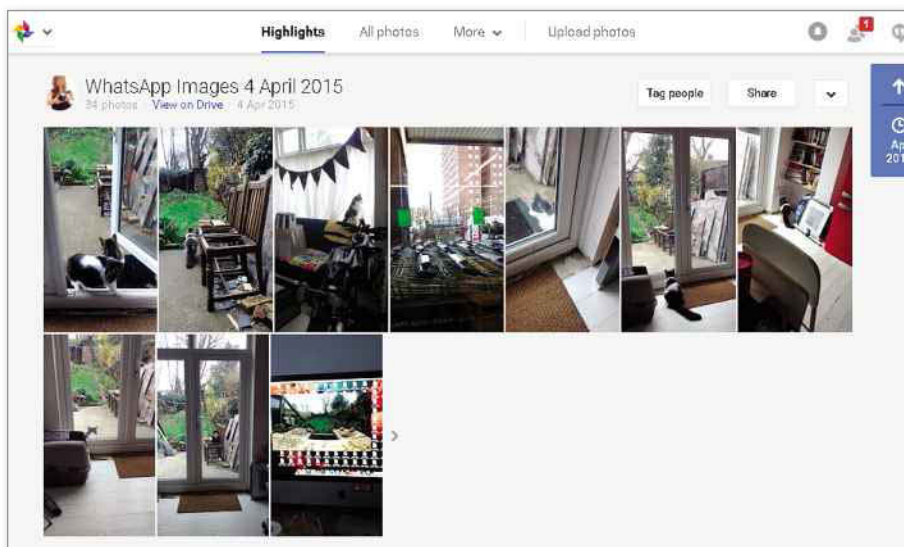 Highlights All photos More Upload photos
1
WhatsApp Images 4 April 2015
34 photos View on Drive 4 Apr 2015
Tag people Share